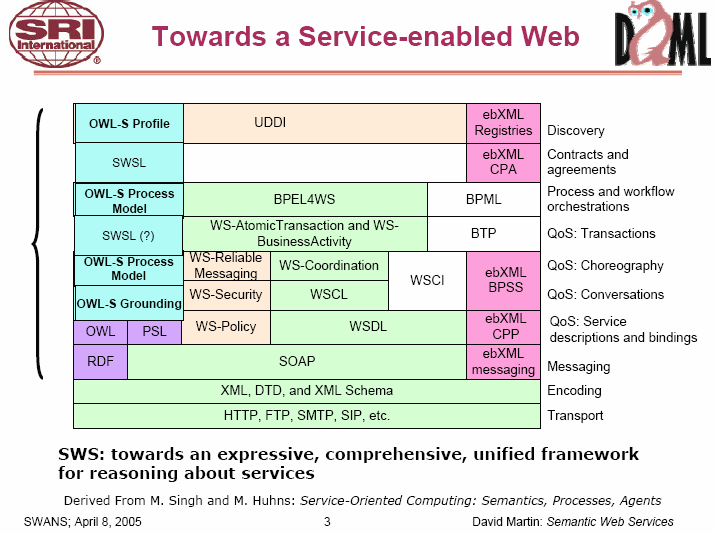 SRI
International
®
Towards a Service-enabled Web
DAML
OWL-S Profile
UDDI
ebXML
Registries
Discovery
SWSL
ebXML
CPA
Contracts and
agreements
OWL-S Process
Model
BPEL4WS
BPML
Process and workflow
orchestrations
SWSL (?)
WS-AtomicTransaction and WS-
BusinessActivity
BTP
QoS: Transactions
OWL-S Process
Model
WS-Reliable
Messaging
WS-Coordination
WSCI
ebXML
BPSS
QoS: Choreography
OWL-S Grounding
WS-Security
WSCL
QoS: Conversations
OWL
PSL
WS-Policy
WSDL
ebXML
CPP
QoS: Service
descriptions and bindings
RDF
SOAP
ebXML
messaging
Messaging
XML, DTD, and XML Schema
Encoding
HTTP, FTP, SMTP, SIP, etc.
Transport
SWS: towards an expressive, comprehensive, unified framework
for reasoning about services
Derived From M. Singh and M. Huhns: Service-Oriented Computing: Semantics, Processes, Agents
SWANS; April 8, 2005
3
David Martin: Semantic Web Services